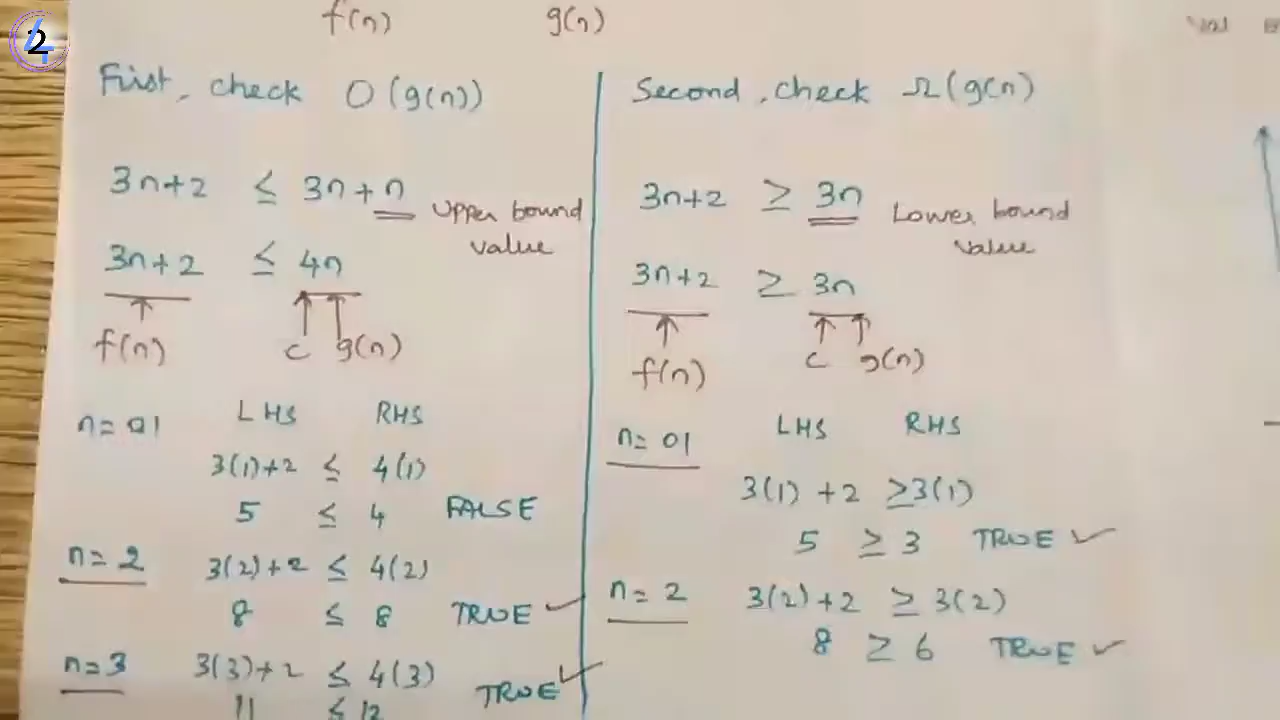 f(n) g(n)
First, check O(g(n))
3n+2 ≤ 3n+n Upper bound
value
3n+2 ≤ 4n
f(n) c g(n)
LHS RHS
n=01
3(1)+2 ≤ 4(1)
5 ≤ 4 FALSE
n=2 3(2)+2 ≤ 4(2)
8 ≤ 8 TRUE ✓
n=3 3(3)+2 ≤ 4(3)
11 ≤ 12 TRUE ✓
Second, check Ω(g(n)
3n+2 ≥ 3n Lower bound
value
3n+2 ≥ 3n
f(n) c g(n)
LHS RHS
n=01
3(1)+2 ≥3(1)
5 ≥ 3 TRUE ✓
n=2 3(2)+2 ≥ 3(2)
8 ≥ 6 TRUE ✓